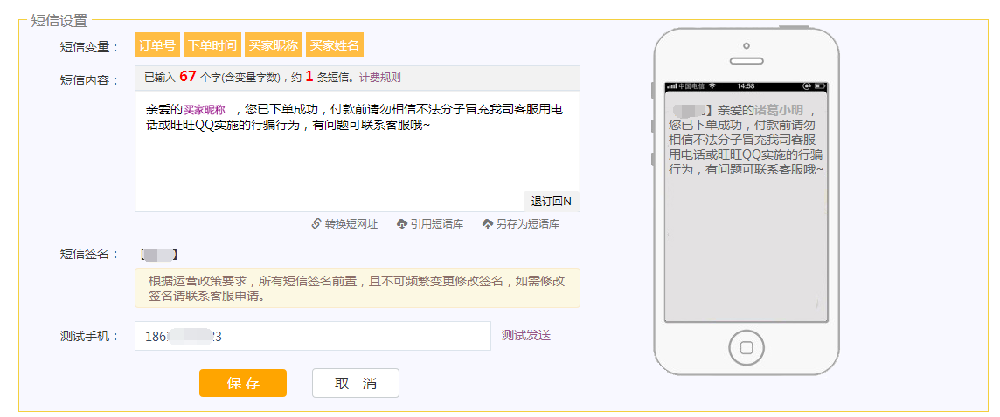 短信设置
短信变量：
订单号 下单时间 买家昵称 买家姓名
短信内容：
已输入 67 个字(含变量字数)，约 1 条短信。计费规则
亲爱的买家昵称 ，您已下单成功，付款前请勿相信不法分子冒充我司客服用电
话或旺旺QQ实施的行骗行为，有问题可联系客服哦~
退订回N
转换短网址 引用短语库 另存为短语库
短信签名：
【 】
根据运营政策要求，所有短信签名前置，且不可频繁变更修改签名，如需修改
签名请联系客服申请。
测试手机：
186 23
测试发送
保 存
取 消
中国电信 14:58
】亲爱的诸葛小明 ，
您已下单成功，付款前请勿
相信不法分子冒充我司客服
用电话或旺旺QQ实施的行骗
行为，有问题可联系客服哦~